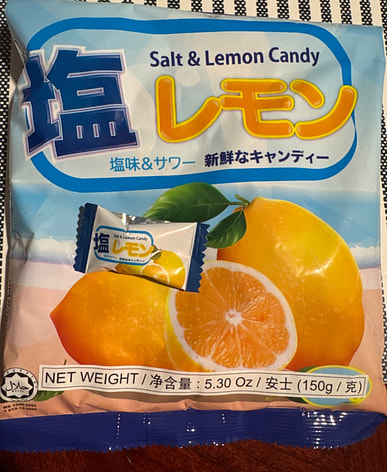 Salt & Lemon Candy
塩レモン
塩味&サワー 新鮮なキャンディー
Salt & Lemon Candy
塩レモン
NET WEIGHT / 净含量 : 5.30 Oz / 安士 (150g / 克)